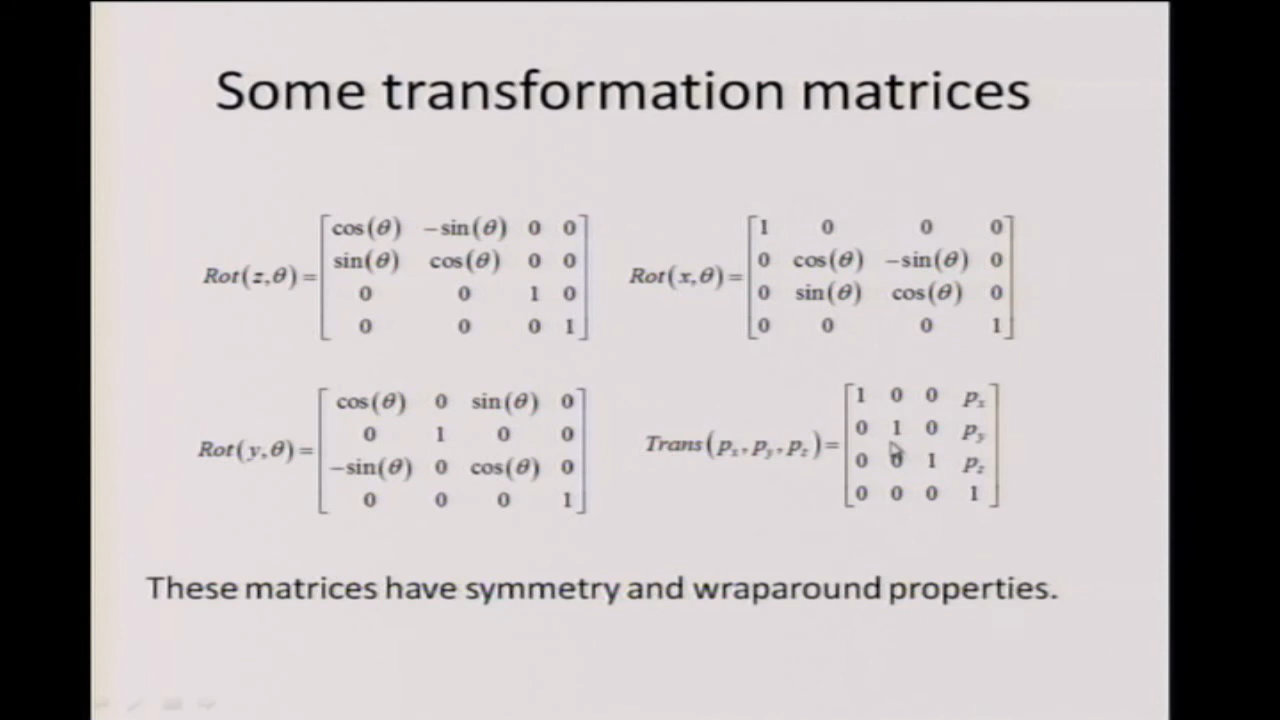 Some transformation matrices
Rot(z,θ)= [cos(θ) −sin(θ) 0 0
sin(θ) cos(θ) 0 0
0 0 1 0
0 0 0 1]
Rot(x,θ)= [1 0 0 0
0 cos(θ) −sin(θ) 0
0 sin(θ) cos(θ) 0
0 0 0 1]
Rot(y,θ)= [cos(θ) 0 sin(θ) 0
0 1 0 0
−sin(θ) 0 cos(θ) 0
0 0 0 1]
Trans(pₓ,p_y,p_z)= [1 0 0 pₓ
0 1 0 p_y
0 0 1 p_z
0 0 0 1]
These matrices have symmetry and wraparound properties.